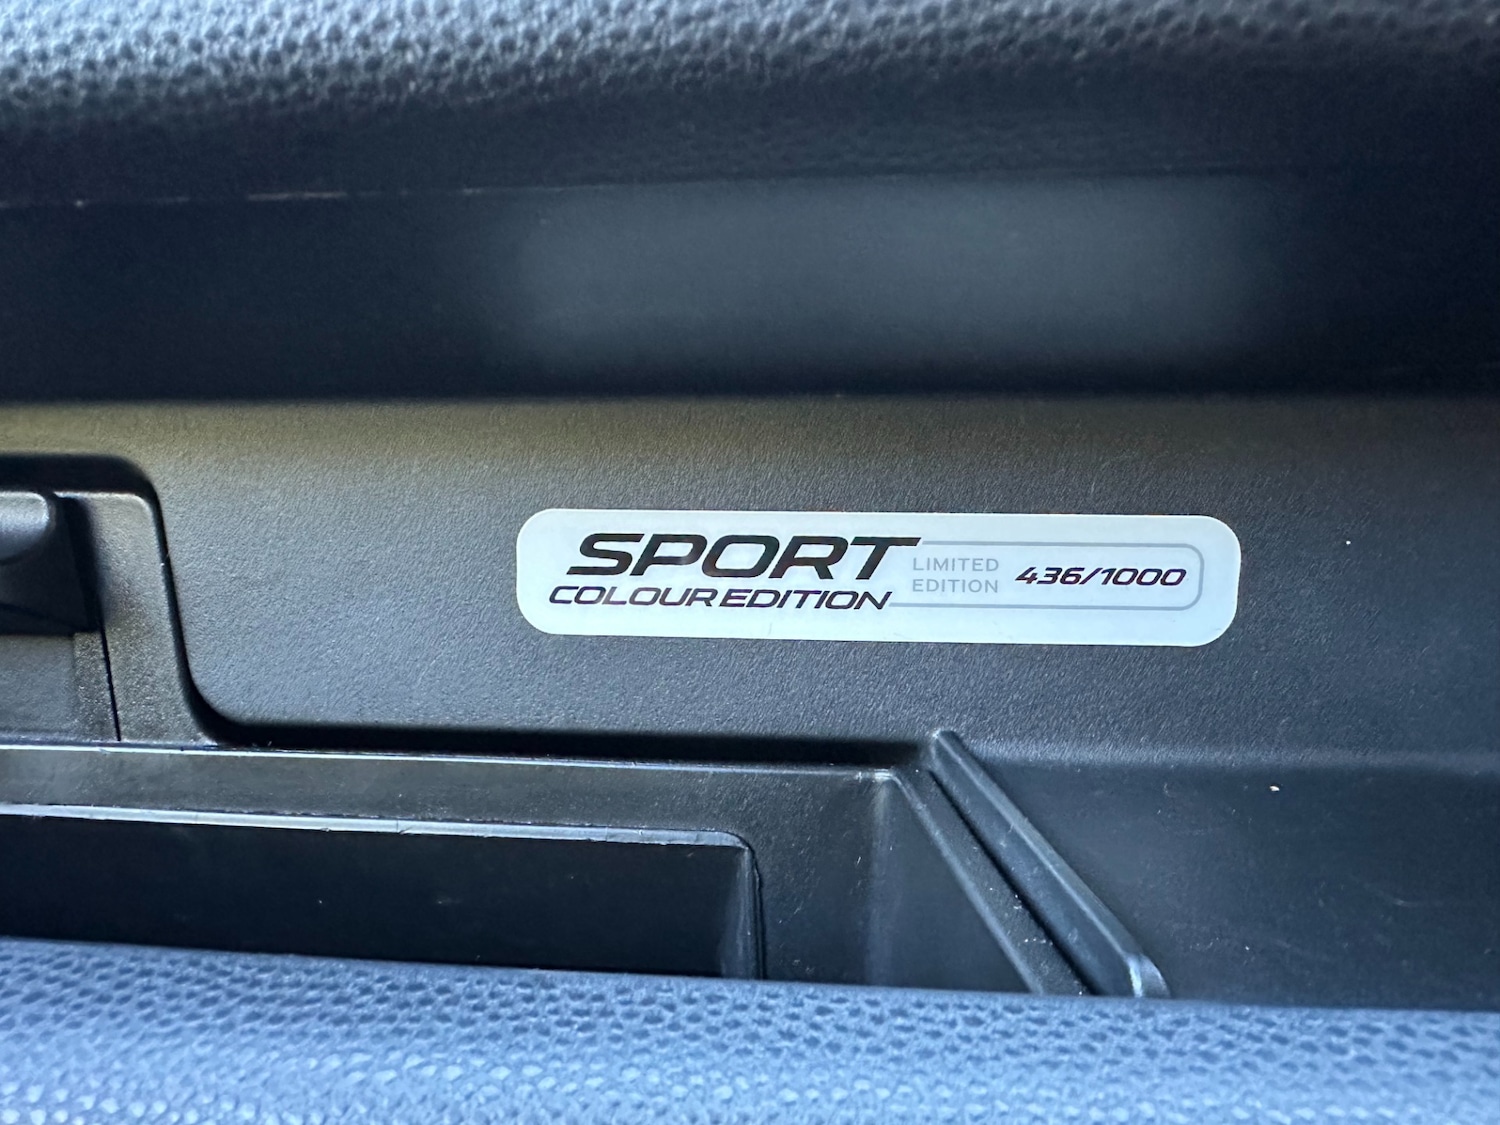 SPORT
COLOUR EDITION
LIMITED
EDITION
436/1000